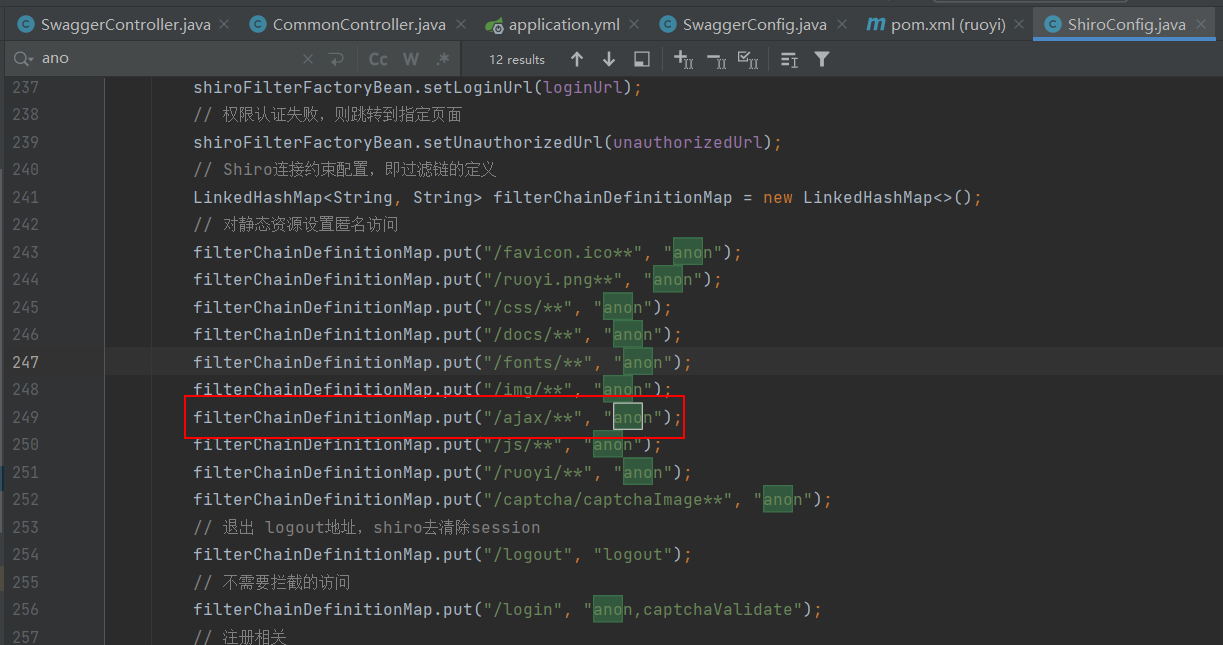 SwaggerController.java CommonController.java application.yml SwaggerConfig.java pom.xml (ruoyi) ShiroConfig.java
ano Cc W .* 12 results
237 shiroFilterFactoryBean.setLoginUrl(loginUrl);
238 // 权限认证失败，则跳转到指定页面
239 shiroFilterFactoryBean.setUnauthorizedUrl(unauthorizedUrl);
240 // Shiro连接约束配置，即过滤链的定义
241 LinkedHashMap<String, String> filterChainDefinitionMap = new LinkedHashMap<>();
242 // 对静态资源设置匿名访问
243 filterChainDefinitionMap.put("/favicon.ico**", "anon");
244 filterChainDefinitionMap.put("/ruoyi.png**", "anon");
245 filterChainDefinitionMap.put("/css/**", "anon");
246 filterChainDefinitionMap.put("/docs/**", "anon");
247 filterChainDefinitionMap.put("/fonts/**", "anon");
248 filterChainDefinitionMap.put("/img/**", "anon");
249 filterChainDefinitionMap.put("/ajax/**", "anon");
250 filterChainDefinitionMap.put("/js/**", "anon");
251 filterChainDefinitionMap.put("/ruoyi/**", "anon");
252 filterChainDefinitionMap.put("/captcha/captchaImage**", "anon");
253 // 退出 logout地址，shiro去清除session
254 filterChainDefinitionMap.put("/logout", "logout");
255 // 不需要拦截的访问
256 filterChainDefinitionMap.put("/login", "anon,captchaValidate");
257 // 注册相关